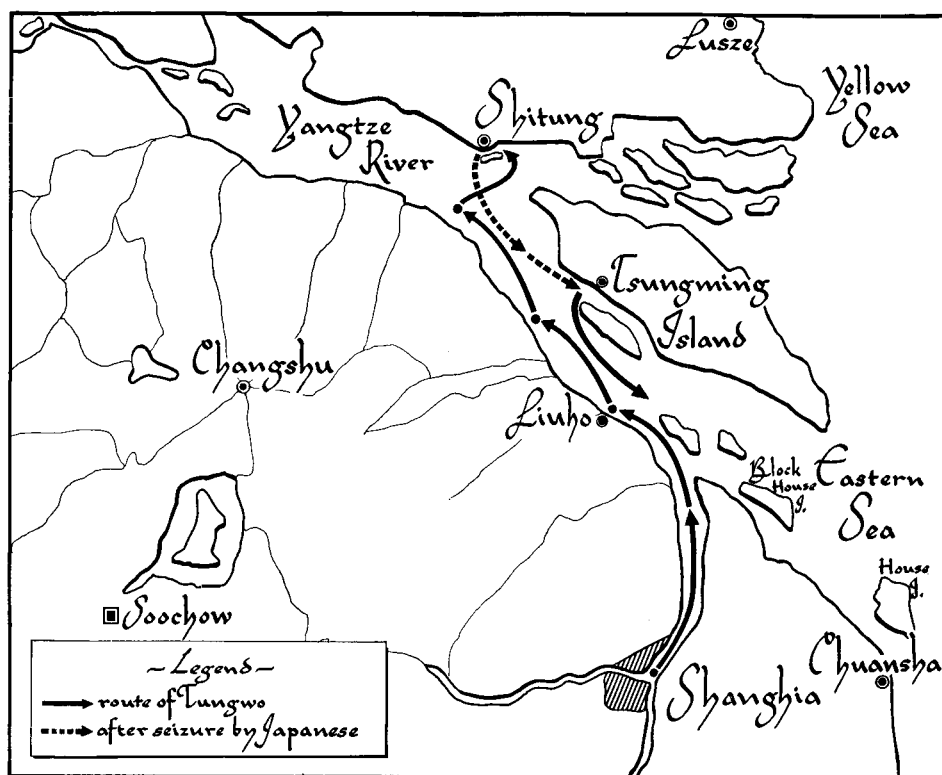 Lusze
Yellow
Sea
Shitung
Yangtze
River
Tsungming
Island
Changshu
Liuho
Block
House
I.
Eastern
Sea
House
I.
Soochow
Chuansha
Shanghia
~ Legend ~
route of Tungwo
after seizure by Japanese